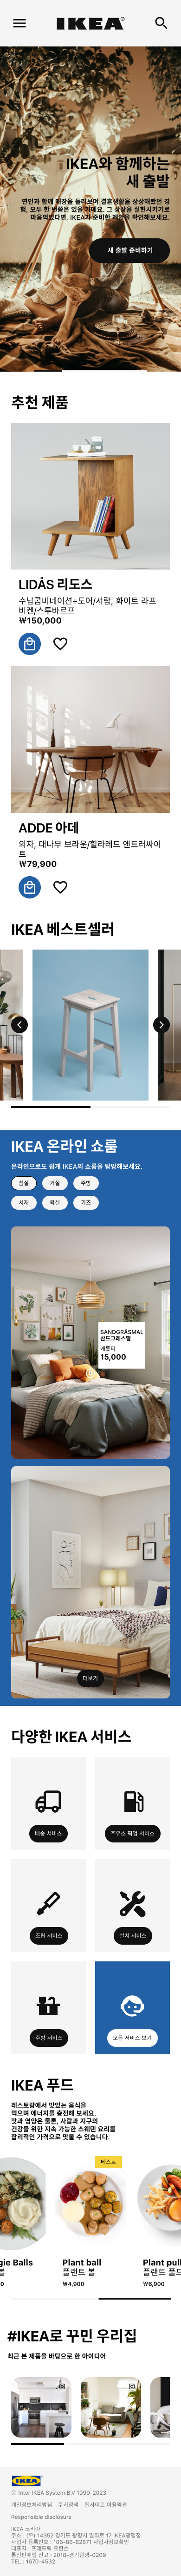 IKEA
IKEA와 함께하는
새 출발
연인과 함께 매장을 둘러보며 결혼생활을 상상해봤던 경
험, 모두 한 번쯤은 있을 거예요. 그 상상을 실현시키기로
마음먹었다면, IKEA가 준비한 제안을 확인해보세요.
새 출발 준비하기
추천 제품
LIDÅS 리도스
수납콤비네이션+도어/서랍, 화이트 라프
비켄/스투바르프
₩150,000
ADDE 아데
의자, 대나무 브라운/힐라레드 앤트러싸이
트
₩79,900
IKEA 베스트셀러
IKEA 온라인 쇼룸
온라인으로도 쉽게 IKEA의 쇼룸을 탐방해보세요.
침실 거실 주방
서재 욕실 키즈
SANDGRÄSMAL
산드그래스말
캐롯티
15,000
더보기
다양한 IKEA 서비스
배송 서비스 주유소 픽업 서비스
조립 서비스 설치 서비스
주방 서비스 모든 서비스 보기
IKEA 푸드
레스토랑에서 맛있는 음식을
먹으며 에너지를 충전해 보세요.
맛과 영양은 물론, 사람과 지구의
건강을 위한 지속 가능한 스웨덴 요리를
합리적인 가격으로 맛볼 수 있습니다.
베스트
gie Balls Plant ball Plant pull
볼 플랜트 볼 플랜트 풀드
₩4,900 ₩6,900
#IKEA로 꾸민 우리집
최근 본 제품을 바탕으로 한 아이디어
IKEA
ⓒ Inter IKEA System B.V 1999-2023
개인정보처리방침 쿠키정책 웹사이트 이용약관
Responsible disclosure
IKEA 코리아
주소 : (우) 14352 경기도 광명시 일직로 17 IKEA광명점
사업자 등록번호 : 106-86-82871 사업자정보확인
대표자 : 프레드릭 요한손
통신판매업 신고 : 2018-경기광명-0209
TEL : 1670-4532